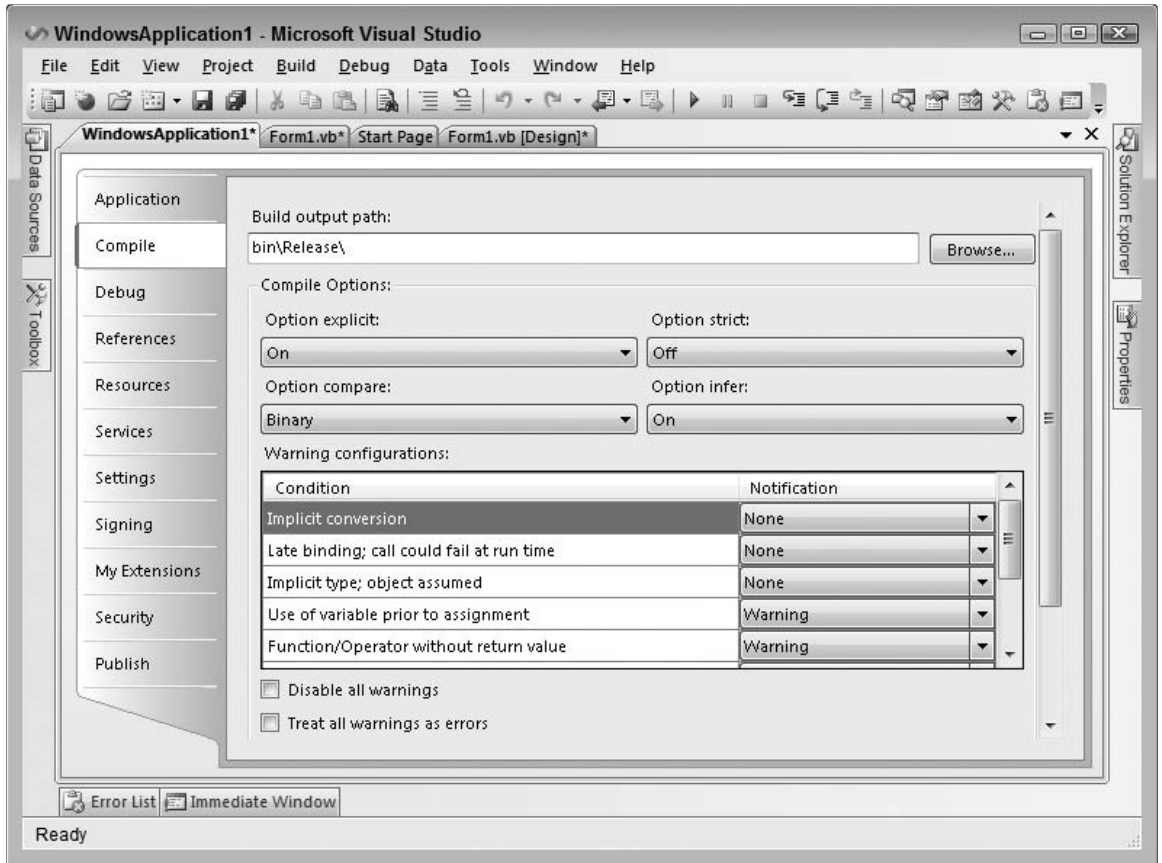 WindowsApplication1 - Microsoft Visual Studio
File Edit View Project Build Debug Data Tools Window Help
WindowsApplication1* Form1.vb* Start Page Form1.vb [Design]*
Data Sources
Toolbox
Solution Explorer
Properties
Application
Compile
Debug
References
Resources
Services
Settings
Signing
My Extensions
Security
Publish
Build output path:
bin\Release\
Browse...
Compile Options:
Option explicit: Option strict:
On Off
Option compare: Option infer:
Binary On
Warning configurations:
Condition Notification
Implicit conversion None
Late binding; call could fail at run time None
Implicit type; object assumed None
Use of variable prior to assignment Warning
Function/Operator without return value Warning
Disable all warnings
Treat all warnings as errors
Error List Immediate Window
Ready